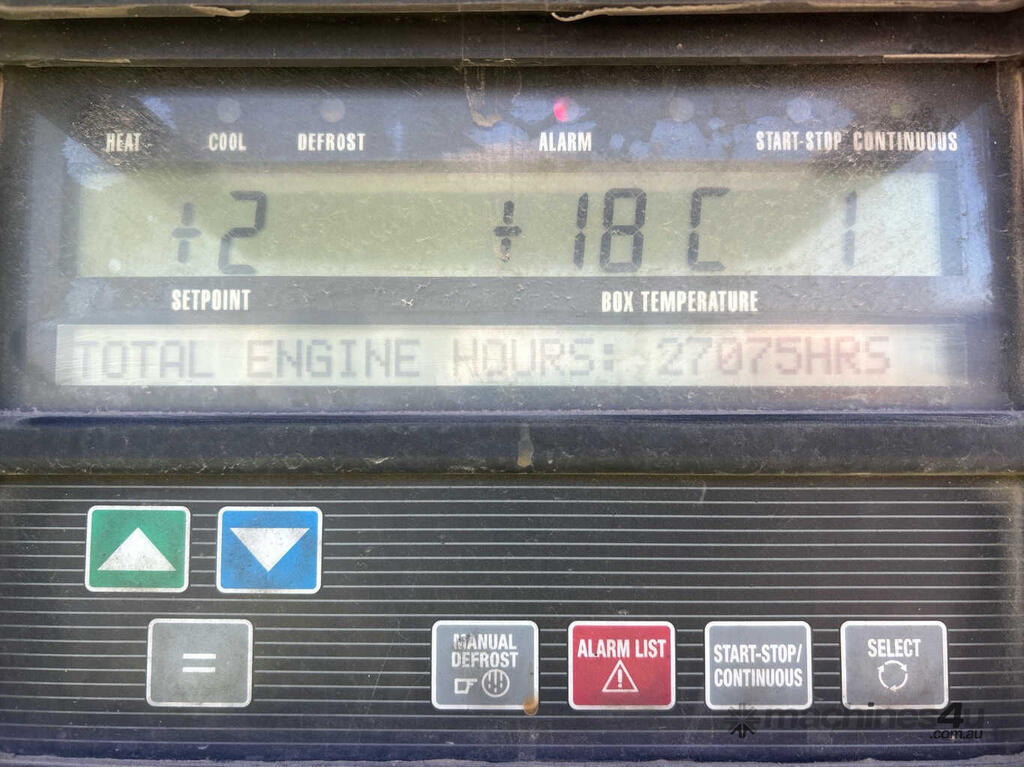 HEAT COOL DEFROST ALARM START-STOP CONTINUOUS
+2 +18 C 1
SETPOINT BOX TEMPERATURE
TOTAL ENGINE HOURS: 27075HRS
=
MANUAL DEFROST
ALARM LIST
START-STOP/
CONTINUOUS
SELECT
machines4u
.com.au